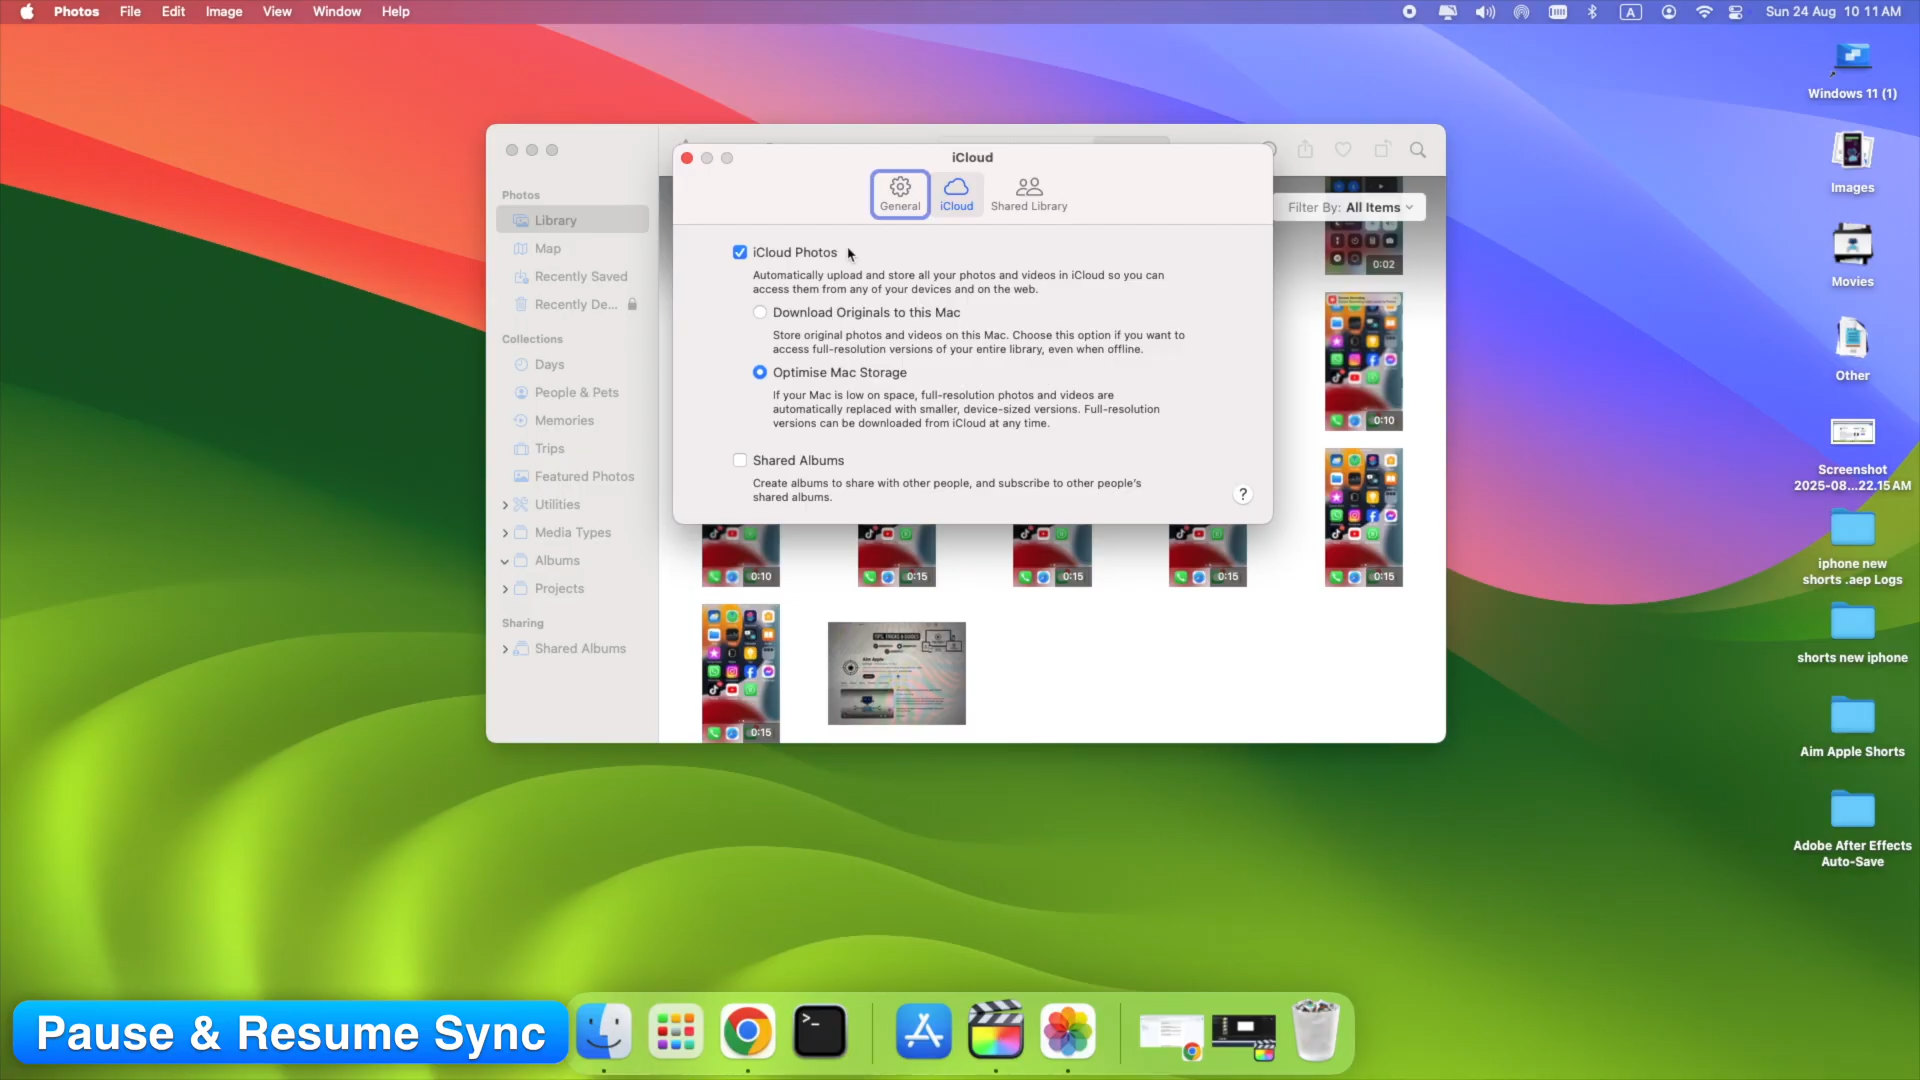 Photos File Edit Image View Window Help
A
Sun 24 Aug 10 11 AM
Windows 11 (1)
Images
Movies
Other
Screenshot
2025-08...22.15 AM
iphone new
shorts .aep Logs
shorts new iphone
Aim Apple Shorts
Adobe After Effects
Auto-Save
Photos
Library
Map
Recently Saved
Recently De...
Collections
Days
People & Pets
Memories
Trips
Featured Photos
Utilities
Media Types
Albums
Projects
Sharing
Shared Albums
iCloud
General
iCloud
Shared Library
Filter By: All Items
iCloud Photos
Automatically upload and store all your photos and videos in iCloud so you can
access them from any of your devices and on the web.
Download Originals to this Mac
Store original photos and videos on this Mac. Choose this option if you want to
access full-resolution versions of your entire library, even when offline.
Optimise Mac Storage
If your Mac is low on space, full-resolution photos and videos are
automatically replaced with smaller, device-sized versions. Full-resolution
versions can be downloaded from iCloud at any time.
Shared Albums
Create albums to share with other people, and subscribe to other people's
shared albums.
?
0:02
0:10
0:10
0:15
0:15
0:15
0:15
0:15
TIPS, TRICKS & GUIDES
Aim Apple
Pause & Resume Sync